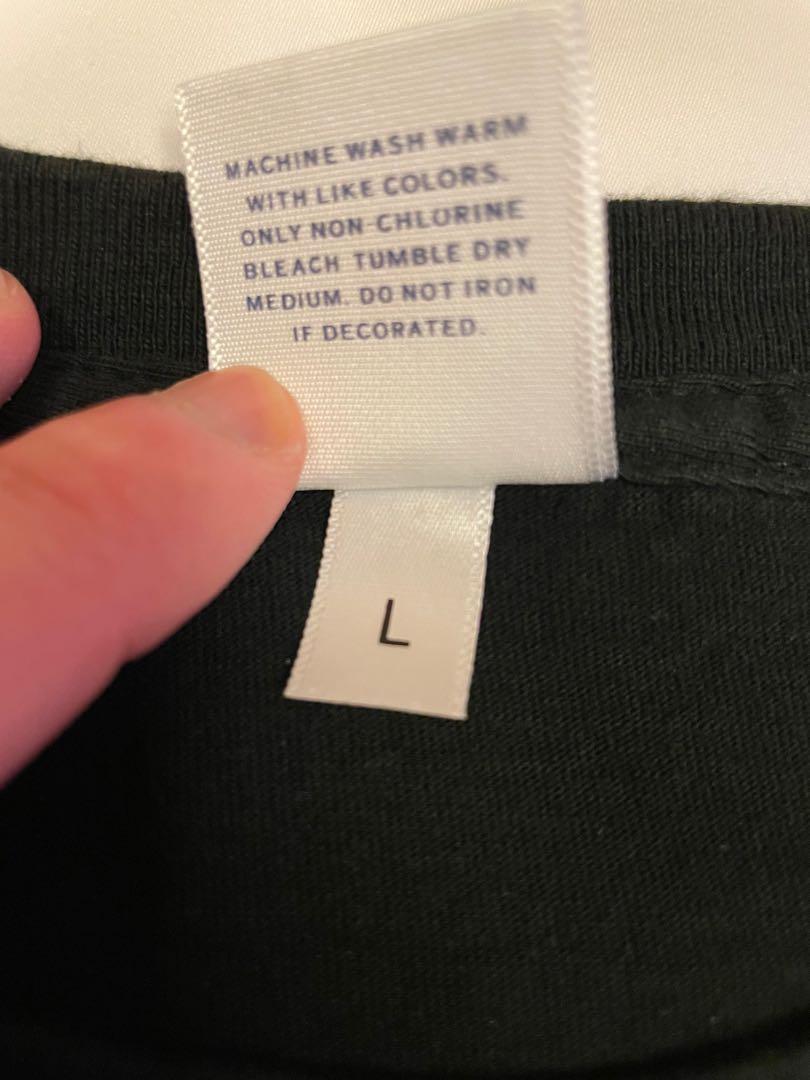 MACHINE WASH WARM
WITH LIKE COLORS.
ONLY NON-CHLORINE
BLEACH TUMBLE DRY
MEDIUM. DO NOT IRON
IF DECORATED.
L